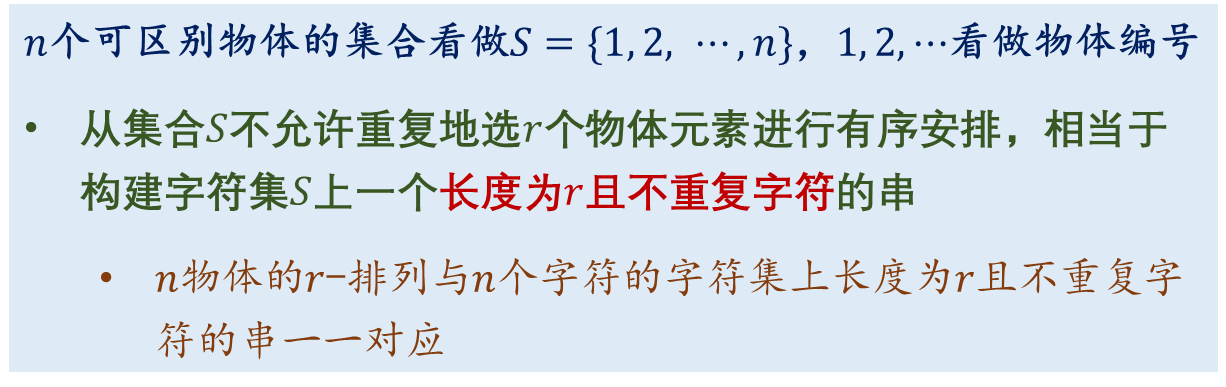 n个可区别物体的集合看做S = {1, 2, ⋯, n}，1, 2, ⋯看做物体编号
• 从集合S不允许重复地选r个物体元素进行有序安排，相当于
构建字符集S上一个长度为r且不重复字符的串
• n物体的r-排列与n个字符的字符集上长度为r且不重复字
符的串一一对应